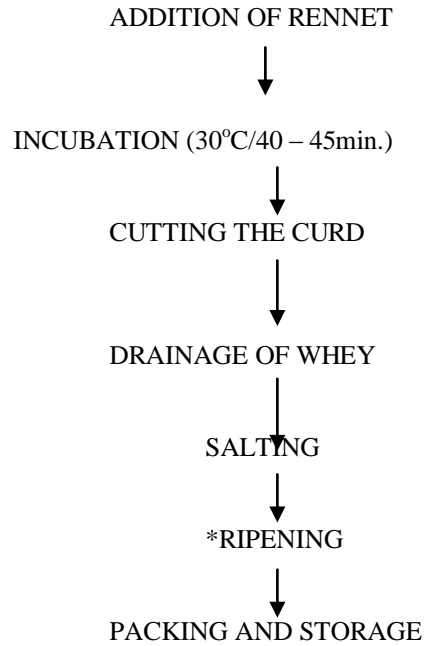 ADDITION OF RENNET
INCUBATION (30°C/40 – 45min.)
CUTTING THE CURD
DRAINAGE OF WHEY
SALTING
*RIPENING
PACKING AND STORAGE